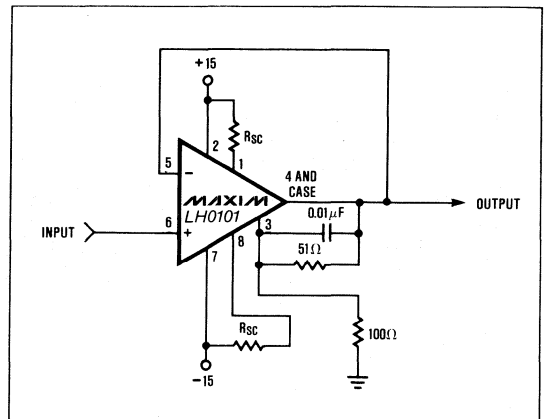 +15
RSC
2
1
5
−
4 AND
CASE
MAXIM
LH0101
OUTPUT
0.01µF
3
INPUT
6
+
8
51Ω
7
RSC
100Ω
−15